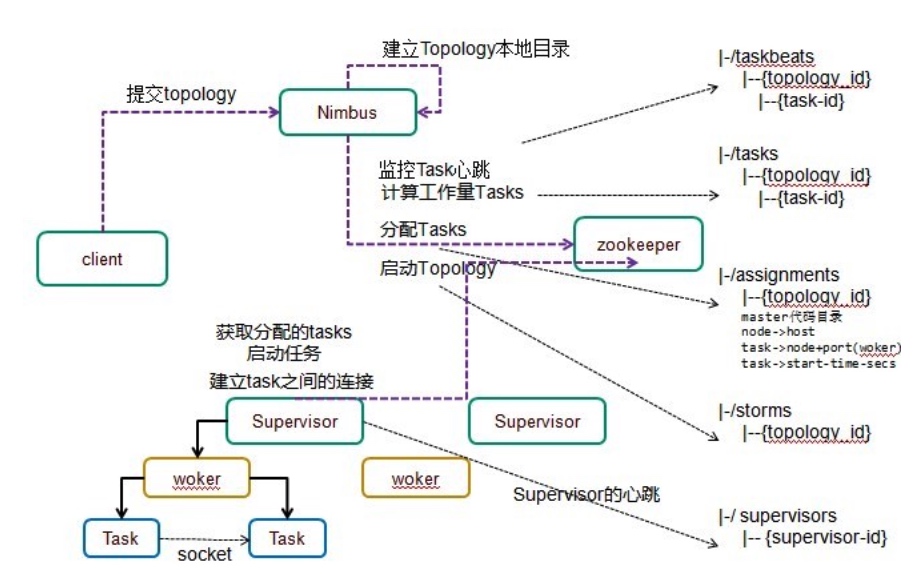 建立Topology本地目录
提交topology
Nimbus
监控Task心跳
计算工作量Tasks
分配Tasks
启动Topology
client
zookeeper
获取分配的tasks
启动任务
建立task之间的连接
Supervisor
Supervisor
woker
woker
Supervisor的心跳
Task
Task
socket
|-/taskbeats
|--{topology_id}
|--{task-id}
|-/tasks
|--{topology_id}
|--{task-id}
|-/assignments
|--{topology_id}
master代码目录
node->host
task->node+port(woker)
task->start-time-secs
|-/storms
|--{topology_id}
|-/ supervisors
|-- {supervisor-id}